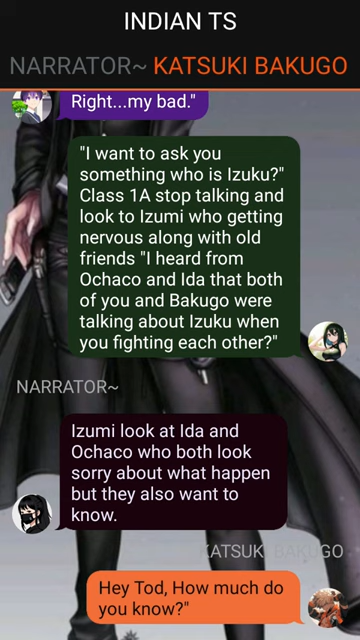 INDIAN TS
NARRATOR~ KATSUKI BAKUGO
Right...my bad."
"I want to ask you
something who is Izuku?"
Class 1A stop talking and
look to Izumi who getting
nervous along with old
friends "I heard from
Ochaco and Ida that both
of you and Bakugo were
talking about Izuku when
you fighting each other?"
NARRATOR~
Izumi look at Ida and
Ochaco who both look
sorry about what happen
but they also want to
know.
KATSUKI BAKUGO
Hey Tod, How much do
you know?"